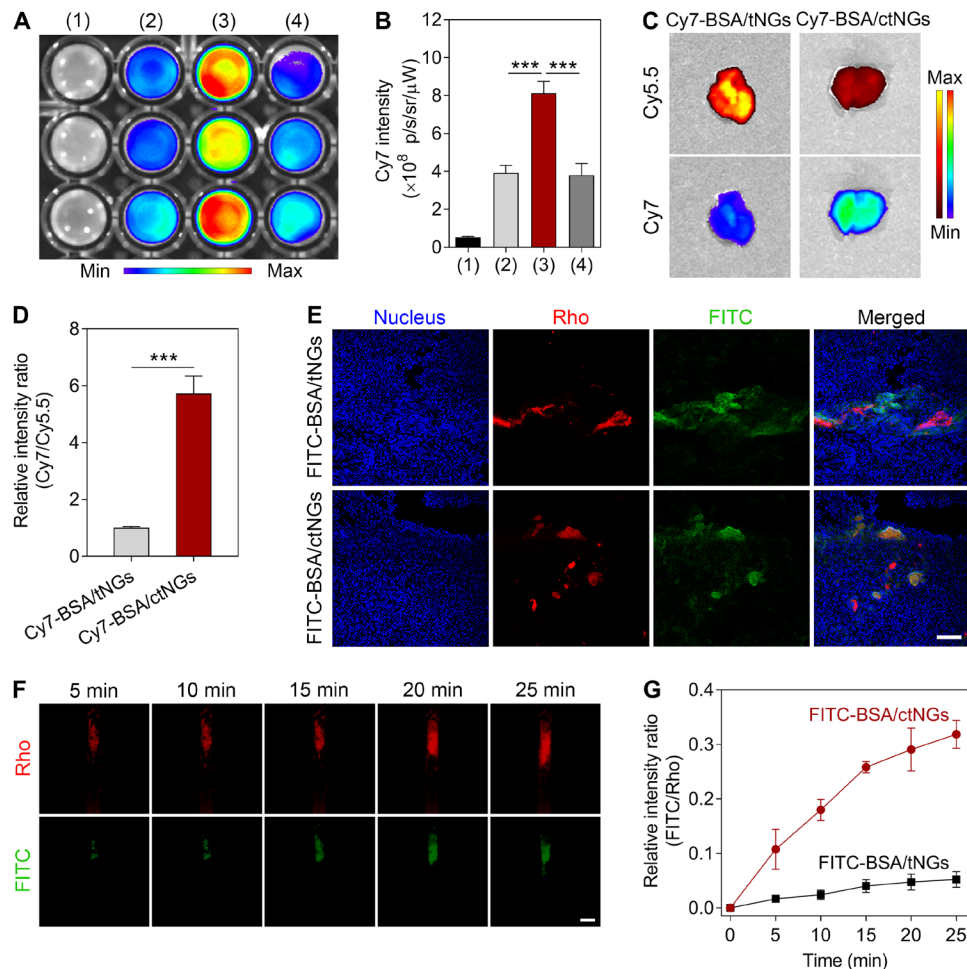 A
(1) (2) (3) (4)
Min Max
B
Cy7 intensity
(×10⁸ p/s/sr/μW)
12
10
8
6
4
2
0
*** ***
(1) (2) (3) (4)
C
Cy7-BSA/tNGs Cy7-BSA/ctNGs
Cy5.5
Cy7
Max
Min
D
Relative intensity ratio
(Cy7/Cy5.5)
8
6
4
2
0
***
Cy7-BSA/tNGs
Cy7-BSA/ctNGs
E
Nucleus Rho FITC Merged
FITC-BSA/tNGs
FITC-BSA/ctNGs
F
5 min 10 min 15 min 20 min 25 min
Rho
FITC
G
Relative intensity ratio
(FITC/Rho)
0.4
0.3
0.2
0.1
0.0
FITC-BSA/ctNGs
FITC-BSA/tNGs
0 5 10 15 20 25
Time (min)